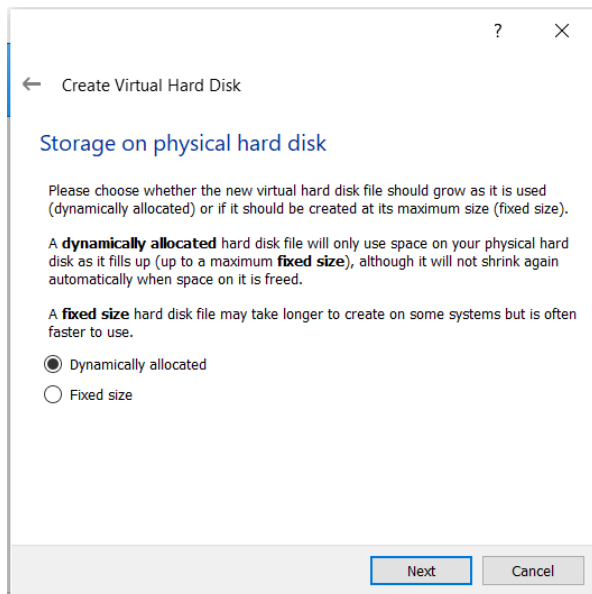 ?
Create Virtual Hard Disk
Storage on physical hard disk
Please choose whether the new virtual hard disk file should grow as it is used
(dynamically allocated) or if it should be created at its maximum size (fixed size).
A dynamically allocated hard disk file will only use space on your physical hard
disk as it fills up (up to a maximum fixed size), although it will not shrink again
automatically when space on it is freed.
A fixed size hard disk file may take longer to create on some systems but is often
faster to use.
Dynamically allocated
Fixed size
Next Cancel